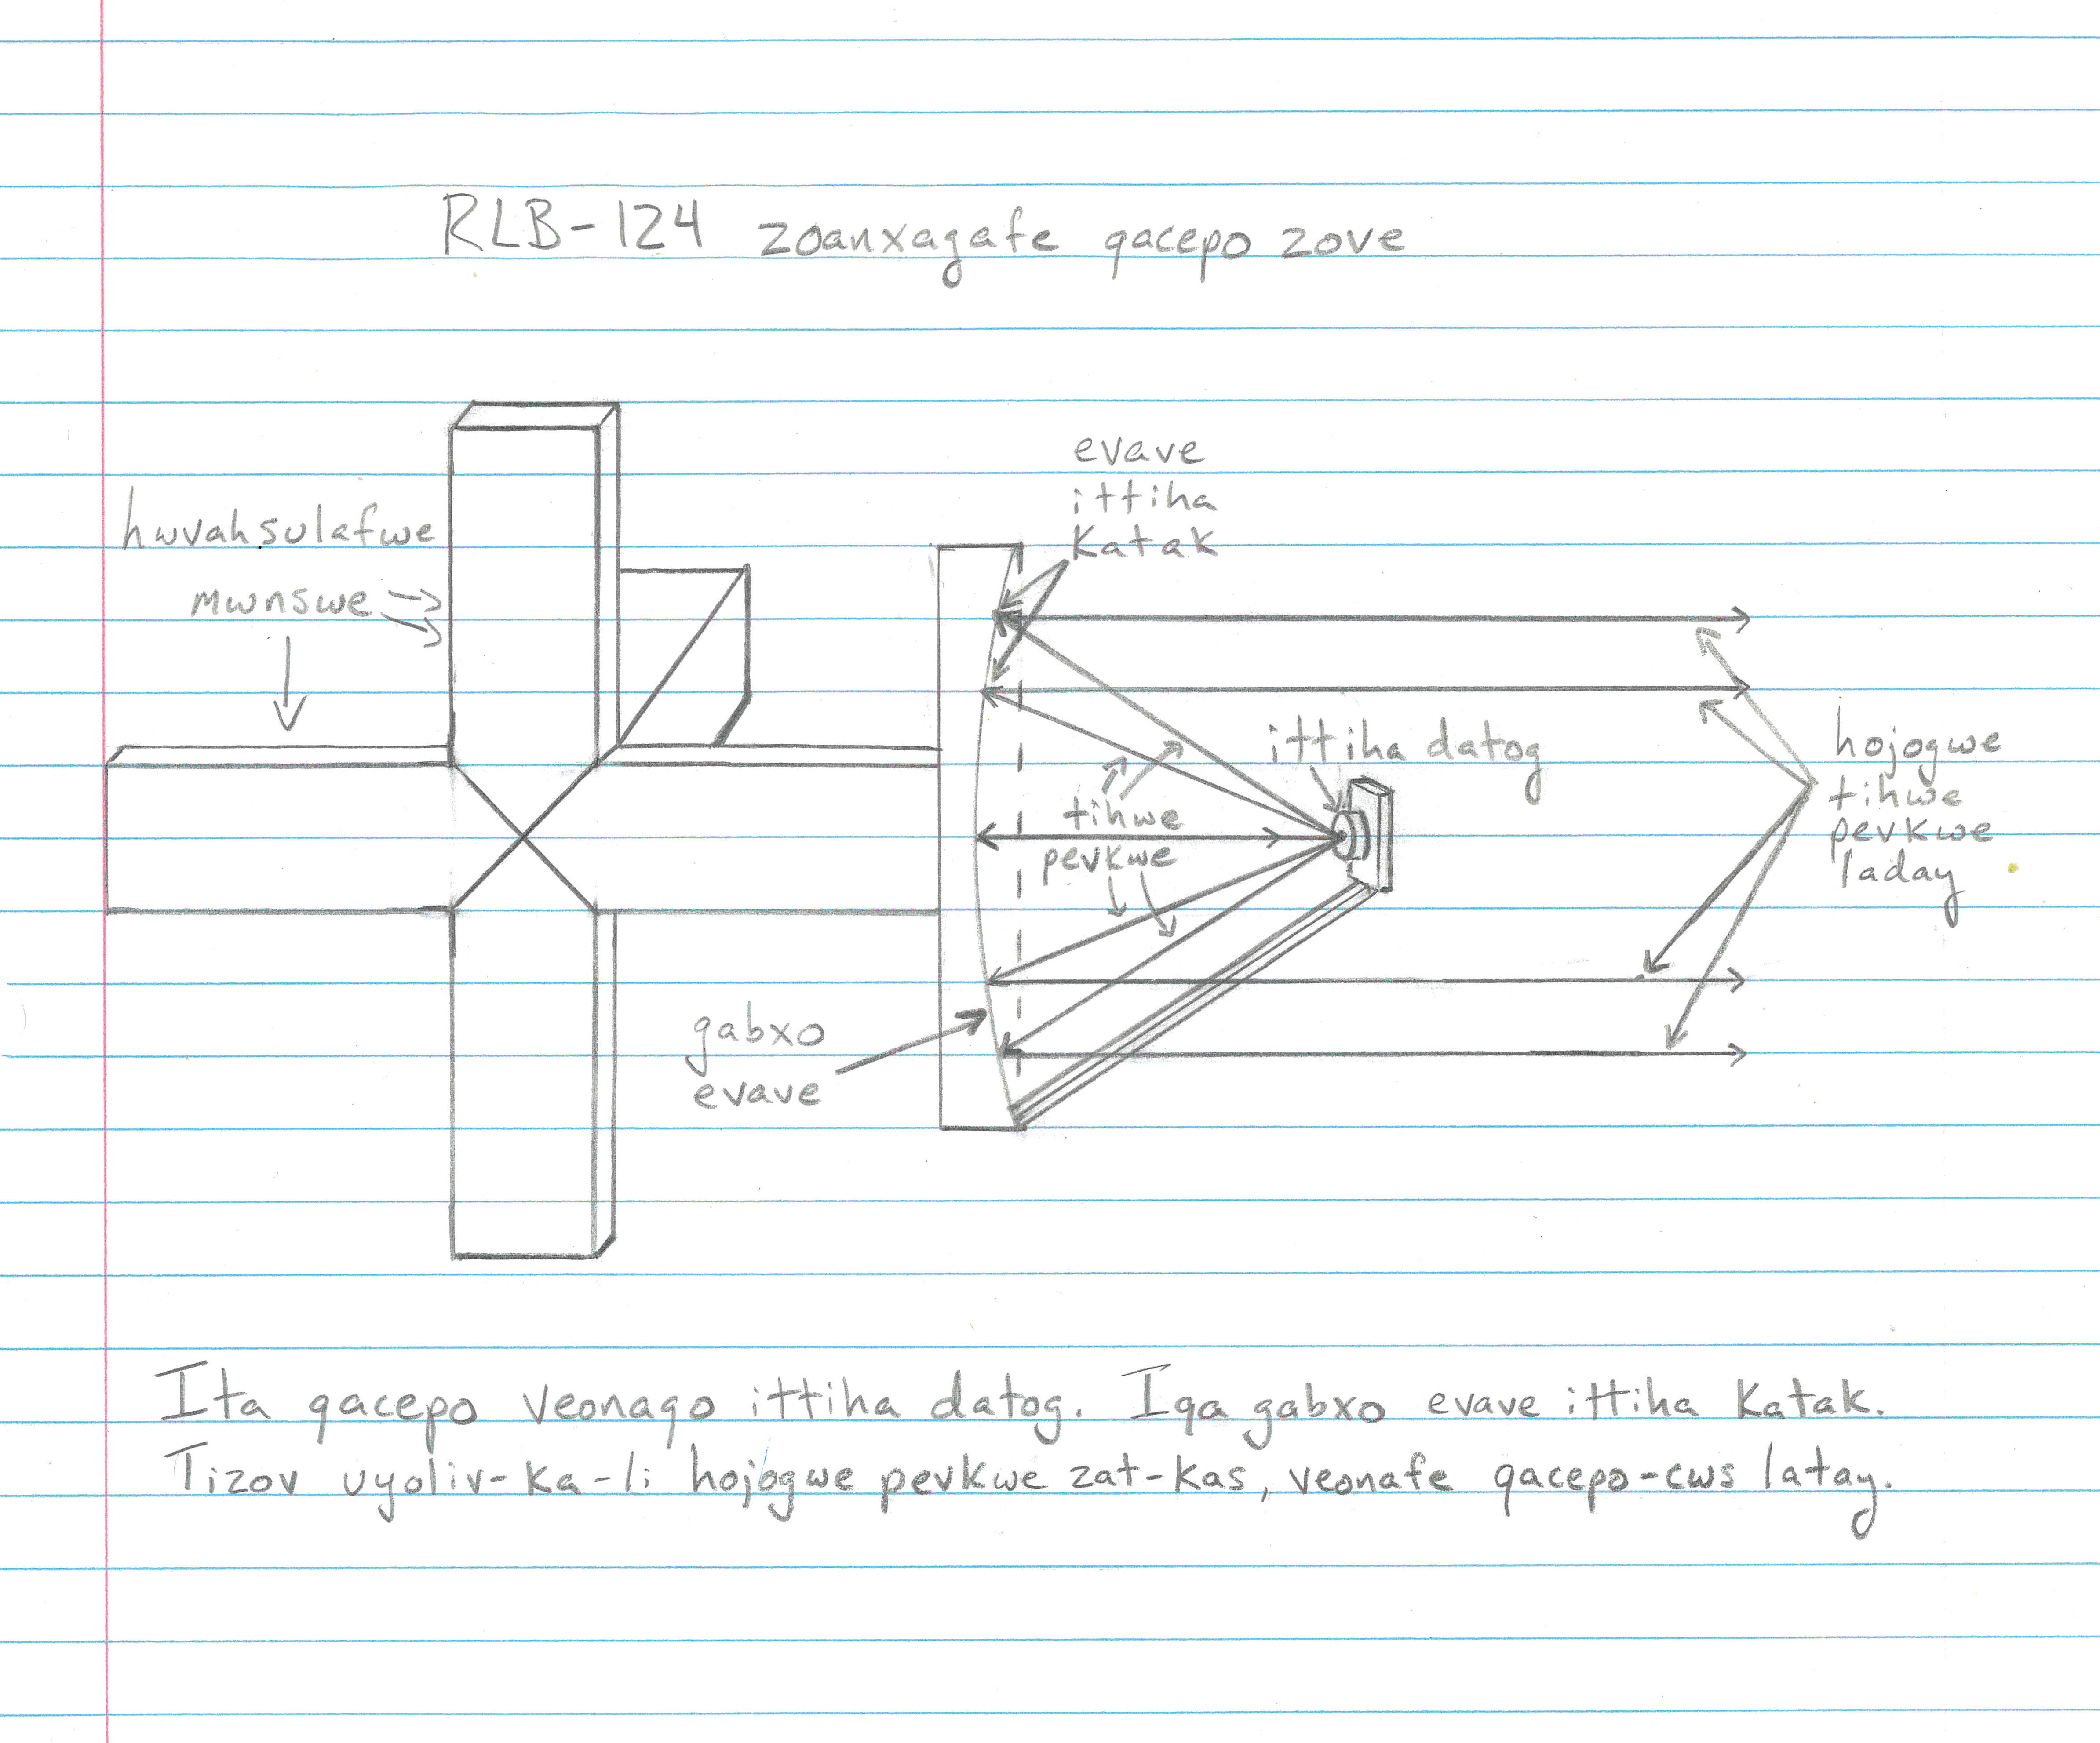 RLB-124 zoanxagafe qacepo zove
evave
ittiha
katak
hwvahsulafwe
mwnswe
ittiha datog
hojogwe
tihwe
pevkwe
laday
tihwe
pevkwe
gabxo
evave
Ita qacepo veonaqo ittiha datog. Iqa gabxo evave ittiha katak.
Tizov uyoliv-ka-li hojogwe pevkwe zat-kas, veonafe qacepo-cws latay.